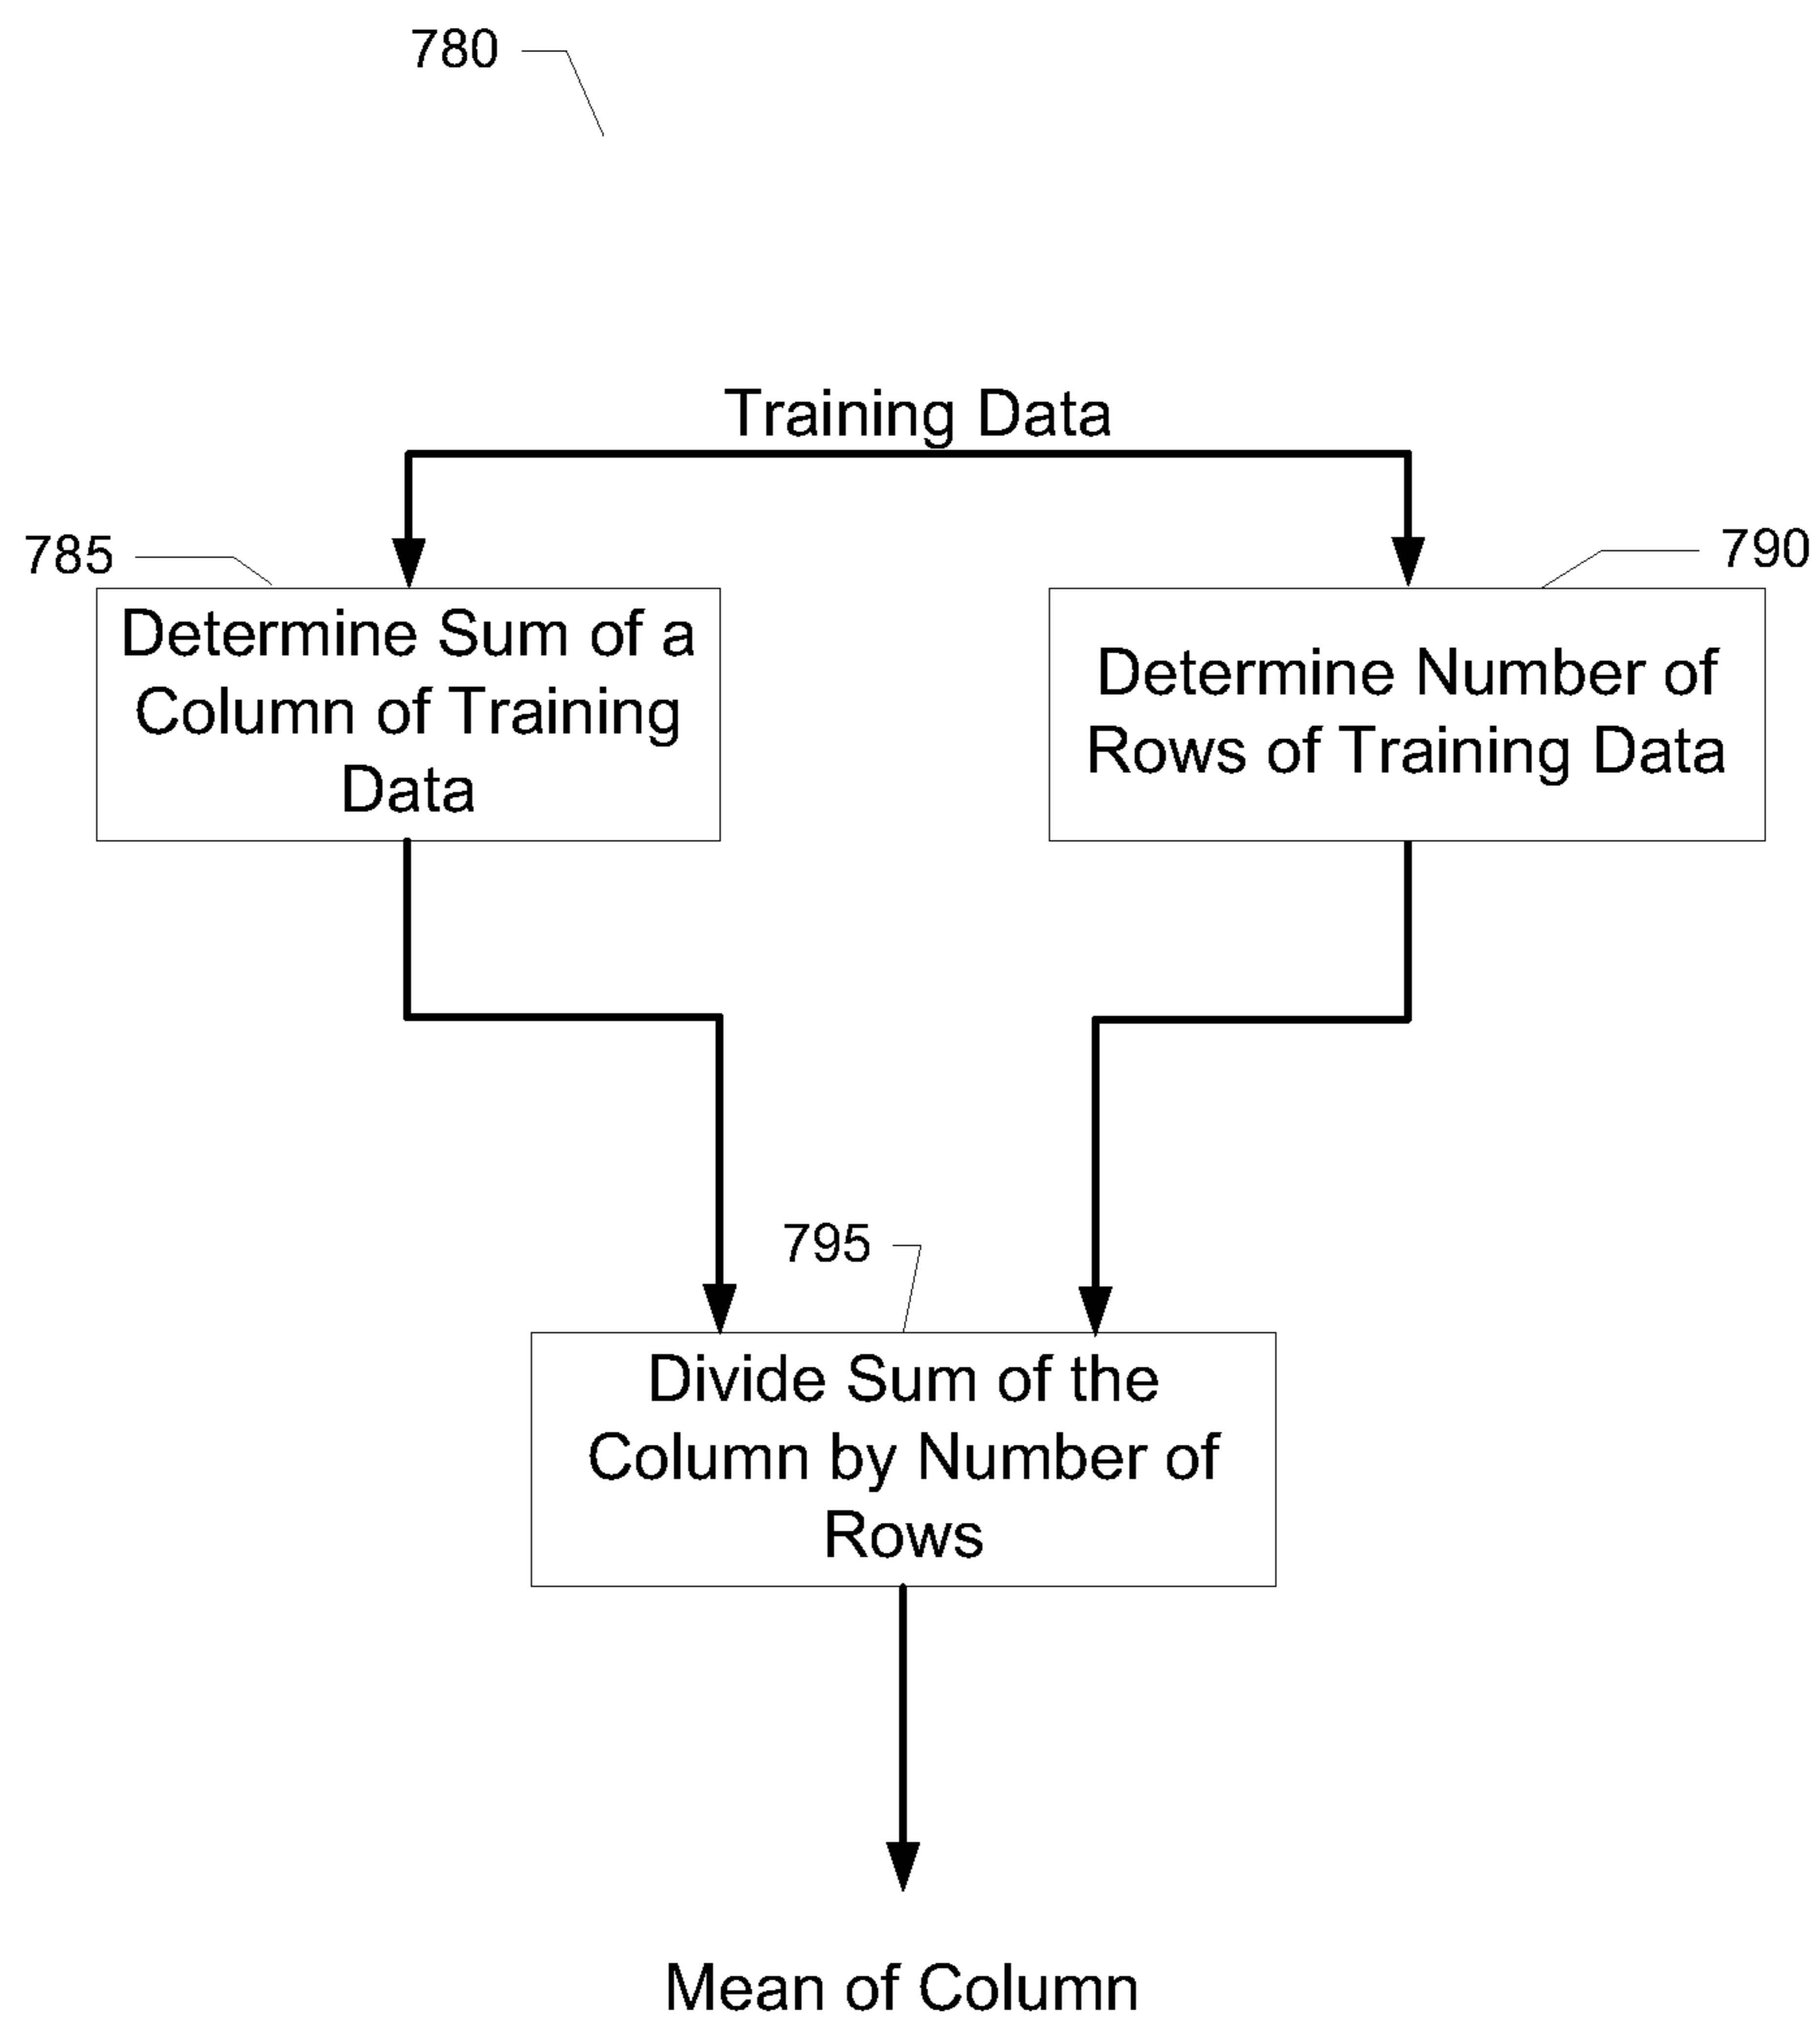 780
Training Data
785
790
Determine Sum of a
Column of Training
Data
Determine Number of
Rows of Training Data
795
Divide Sum of the
Column by Number of
Rows
Mean of Column